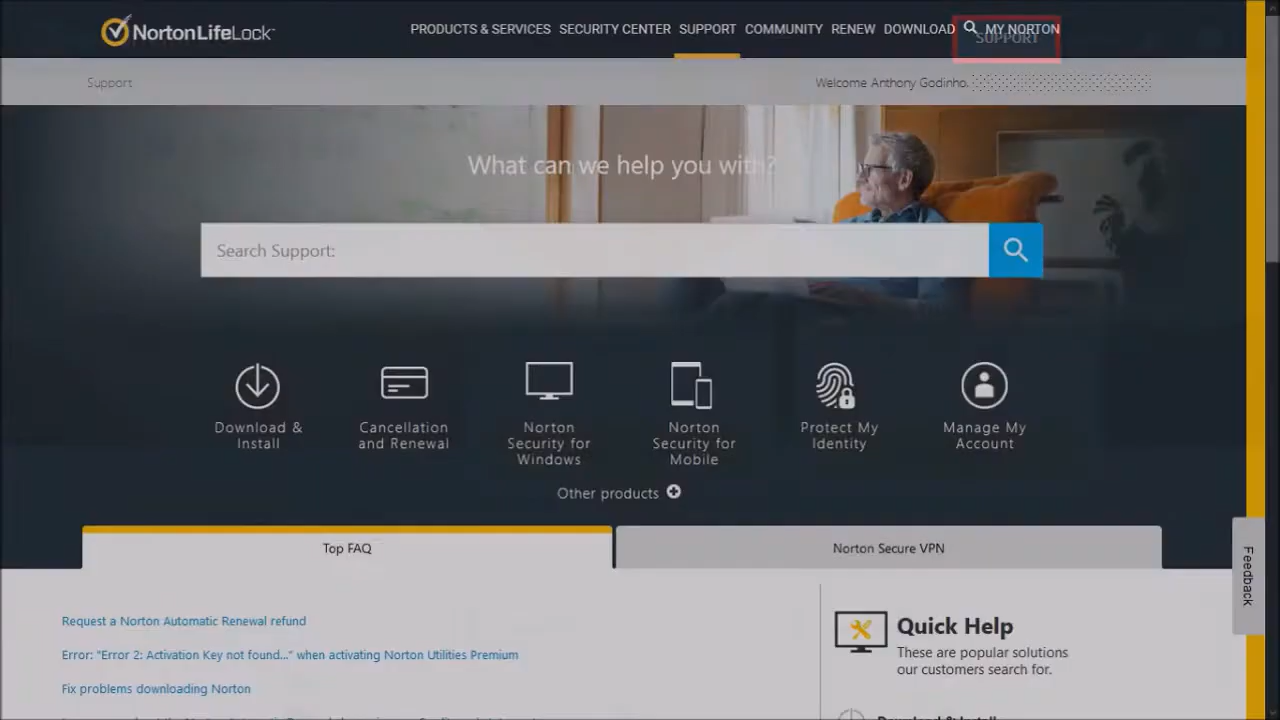 NortonLifeLock
PRODUCTS & SERVICES SECURITY CENTER SUPPORT COMMUNITY RENEW DOWNLOAD MY NORTON
SUPPORT
Support
Welcome Anthony Godinho.
What can we help you with?
Search Support:
Download &
Install
Cancellation
and Renewal
Norton
Security for
Windows
Norton
Security for
Mobile
Protect My
Identity
Manage My
Account
Other products
Top FAQ
Norton Secure VPN
Feedback
Request a Norton Automatic Renewal refund
Error: "Error 2: Activation Key not found..." when activating Norton Utilities Premium
Fix problems downloading Norton
Quick Help
These are popular solutions
our customers search for.
Download & Install